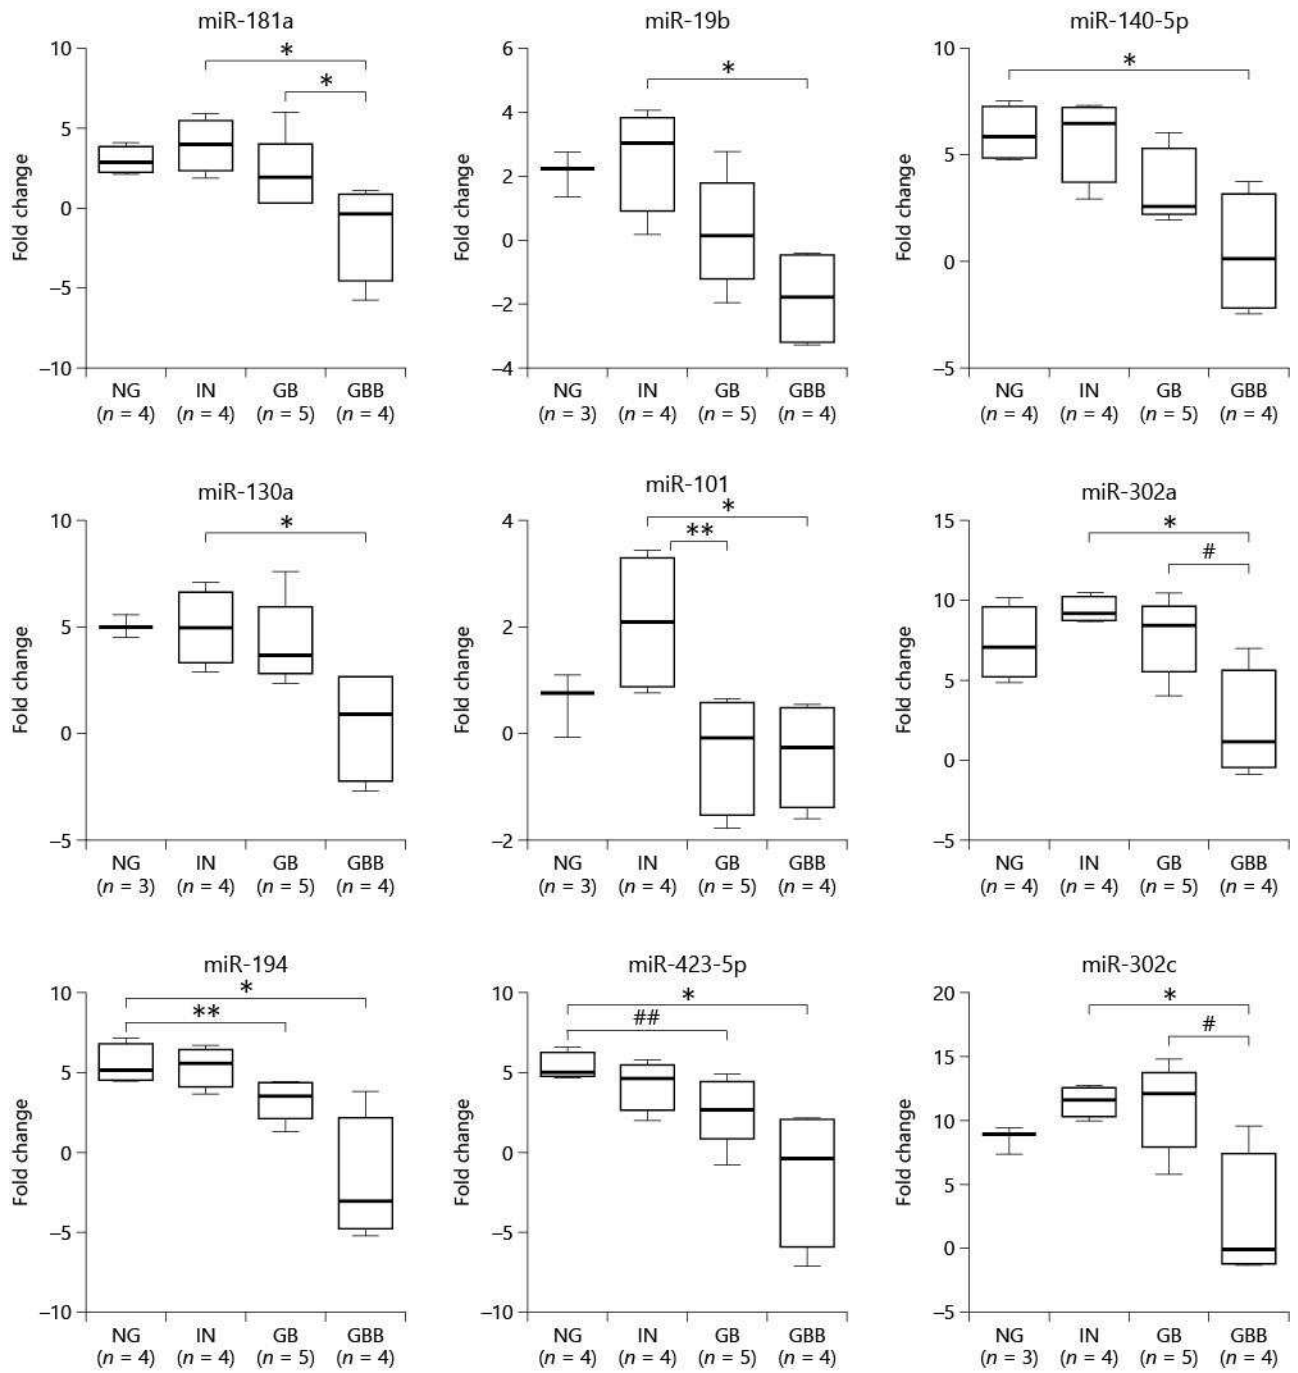 miR-181a
miR-19b
miR-140-5p
10
5
0
–5
–10
Fold change
*
*
NG IN GB GBB
(n = 4) (n = 4) (n = 5) (n = 4)
6
4
2
0
–2
–4
Fold change
*
NG IN GB GBB
(n = 3) (n = 4) (n = 5) (n = 4)
10
5
0
–5
Fold change
*
NG IN GB GBB
(n = 4) (n = 4) (n = 5) (n = 4)
miR-130a
miR-101
miR-302a
10
5
0
–5
Fold change
*
NG IN GB GBB
(n = 3) (n = 4) (n = 5) (n = 4)
4
2
0
–2
Fold change
*
**
NG IN GB GBB
(n = 3) (n = 4) (n = 5) (n = 4)
15
10
5
0
–5
Fold change
*
#
NG IN GB GBB
(n = 4) (n = 4) (n = 5) (n = 4)
miR-194
miR-423-5p
miR-302c
10
5
0
–5
–10
Fold change
*
**
NG IN GB GBB
(n = 4) (n = 4) (n = 5) (n = 4)
10
5
0
–5
–10
Fold change
*
##
NG IN GB GBB
(n = 4) (n = 4) (n = 5) (n = 4)
20
15
10
5
0
–5
Fold change
*
#
NG IN GB GBB
(n = 3) (n = 4) (n = 5) (n = 4)